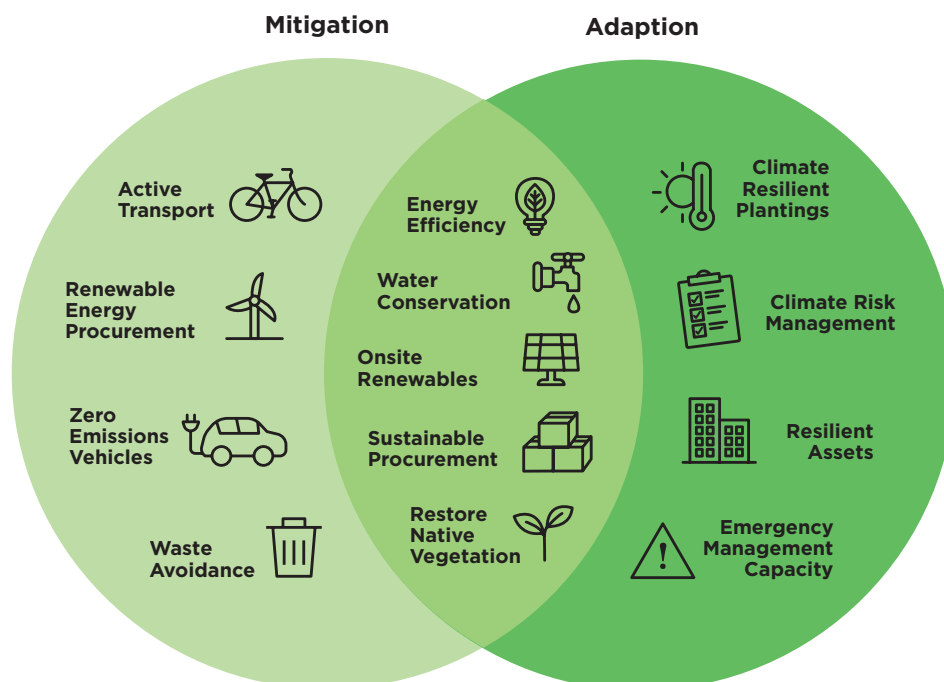 Mitigation
Adaption
Active
Transport
Renewable
Energy
Procurement
Zero
Emissions
Vehicles
Waste
Avoidance
Energy
Efficiency
Water
Conservation
Onsite
Renewables
Sustainable
Procurement
Restore
Native
Vegetation
Climate
Resilient
Plantings
Climate Risk
Management
Resilient
Assets
Emergency
Management
Capacity